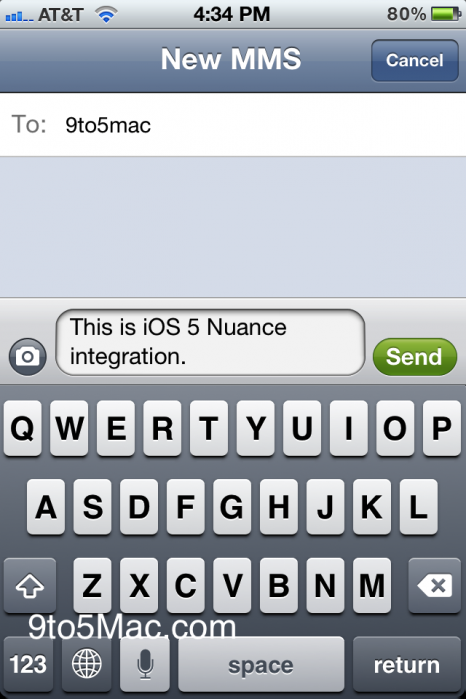 AT&T 4:34 PM 80%
New MMS Cancel
To: 9to5mac
This is iOS 5 Nuance
integration.
Send
Q W E R T Y U I O P
A S D F G H J K L
Z X C V B N M
9to5Mac.com
123 space return